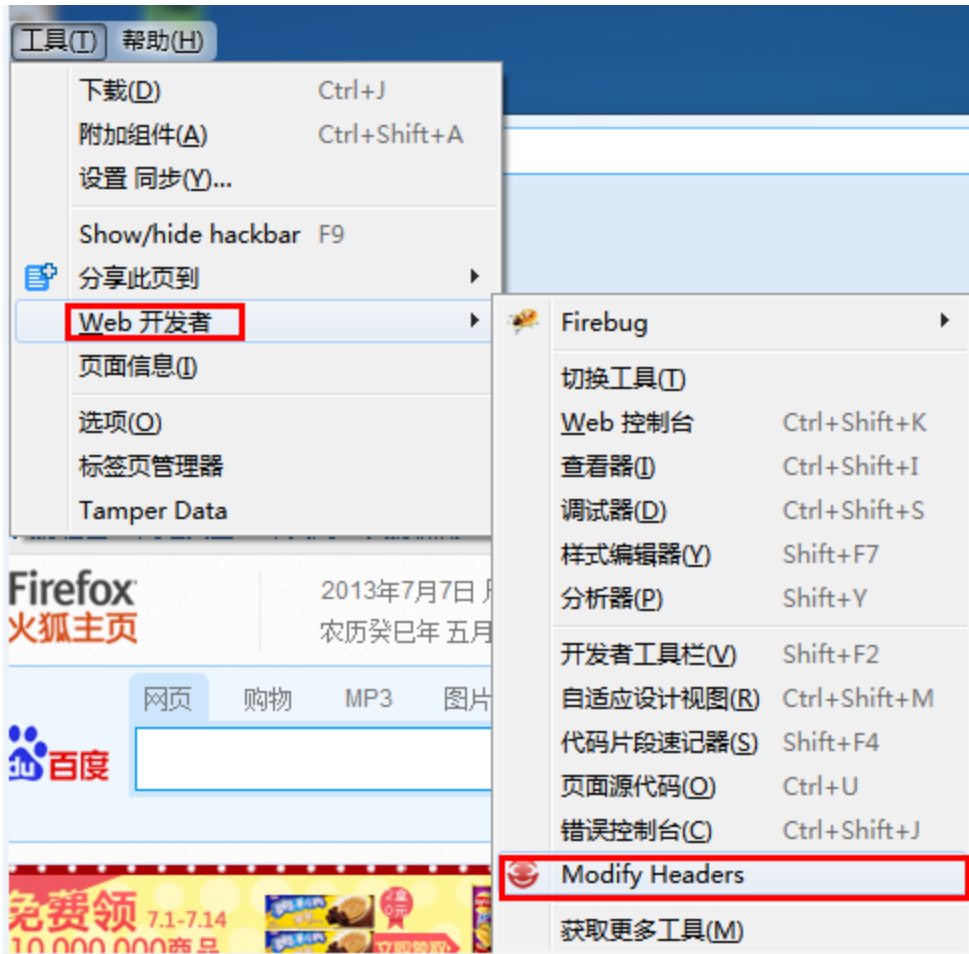 工具(T) 帮助(H)
下载(D) Ctrl+J
附加组件(A) Ctrl+Shift+A
设置 同步(Y)...
Show/hide hackbar F9
分享此页到
Web 开发者
页面信息(I)
选项(O)
标签页管理器
Tamper Data
Firebug
切换工具(T)
Web 控制台 Ctrl+Shift+K
查看器(I) Ctrl+Shift+I
调试器(D) Ctrl+Shift+S
样式编辑器(Y) Shift+F7
分析器(P) Shift+Y
开发者工具栏(V) Shift+F2
自适应设计视图(R) Ctrl+Shift+M
代码片段速记器(S) Shift+F4
页面源代码(O) Ctrl+U
错误控制台(C) Ctrl+Shift+J
Modify Headers
获取更多工具(M)
Firefox
火狐主页
2013年7月7日
农历癸巳年 五月
网页 购物 MP3 图片
du 百度
免费领 7.1-7.14
10,000,000商品
立即领取